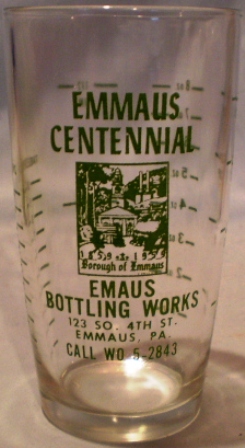 EMMAUS
CENTENNIAL
1859 1959
Borough of Emmaus
EMAUS
BOTTLING WORKS
123 SO. 4TH ST.
EMMAUS, PA.
CALL WO 5-2843